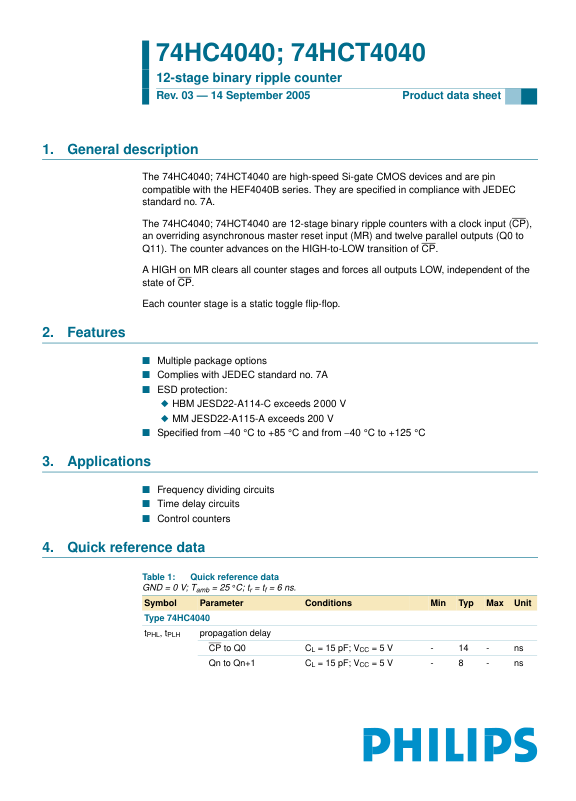 74HC4040; 74HCT4040
12-stage binary ripple counter
Rev. 03 — 14 September 2005 Product data sheet
1. General description
The 74HC4040; 74HCT4040 are high-speed Si-gate CMOS devices and are pin
compatible with the HEF4040B series. They are specified in compliance with JEDEC
standard no. 7A.
The 74HC4040; 74HCT4040 are 12-stage binary ripple counters with a clock input (C̅P̅),
an overriding asynchronous master reset input (MR) and twelve parallel outputs (Q0 to
Q11). The counter advances on the HIGH-to-LOW transition of C̅P̅.
A HIGH on MR clears all counter stages and forces all outputs LOW, independent of the
state of C̅P̅.
Each counter stage is a static toggle flip-flop.
2. Features
■ Multiple package options
■ Complies with JEDEC standard no. 7A
■ ESD protection:
◆ HBM JESD22-A114-C exceeds 2000 V
◆ MM JESD22-A115-A exceeds 200 V
■ Specified from −40 °C to +85 °C and from −40 °C to +125 °C
3. Applications
■ Frequency dividing circuits
■ Time delay circuits
■ Control counters
4. Quick reference data
Table 1: Quick reference data
GND = 0 V; Tamb = 25 °C; tr = tf = 6 ns.
Symbol Parameter Conditions Min Typ Max Unit
Type 74HC4040
tPHL, tPLH propagation delay
C̅P̅ to Q0 CL = 15 pF; VCC = 5 V - 14 - ns
Qn to Qn+1 CL = 15 pF; VCC = 5 V - 8 - ns
PHILIPS